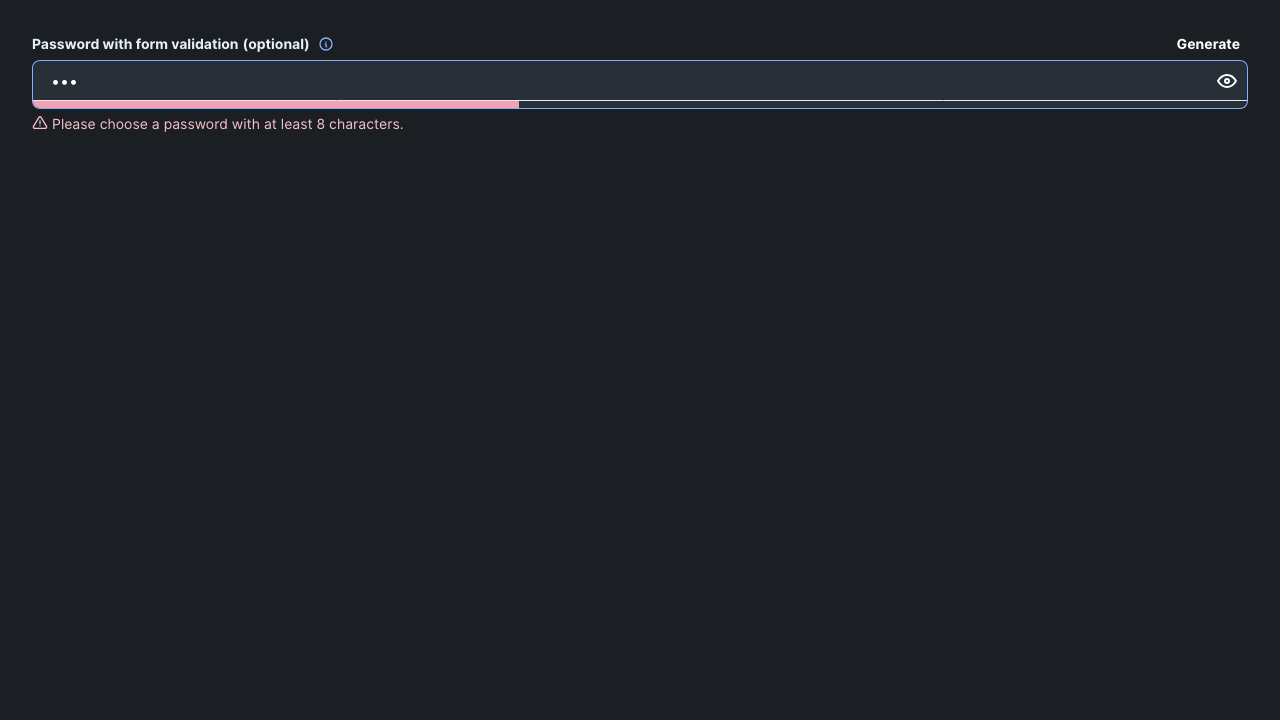 Password with form validation (optional)
Generate
•••
Please choose a password with at least 8 characters.